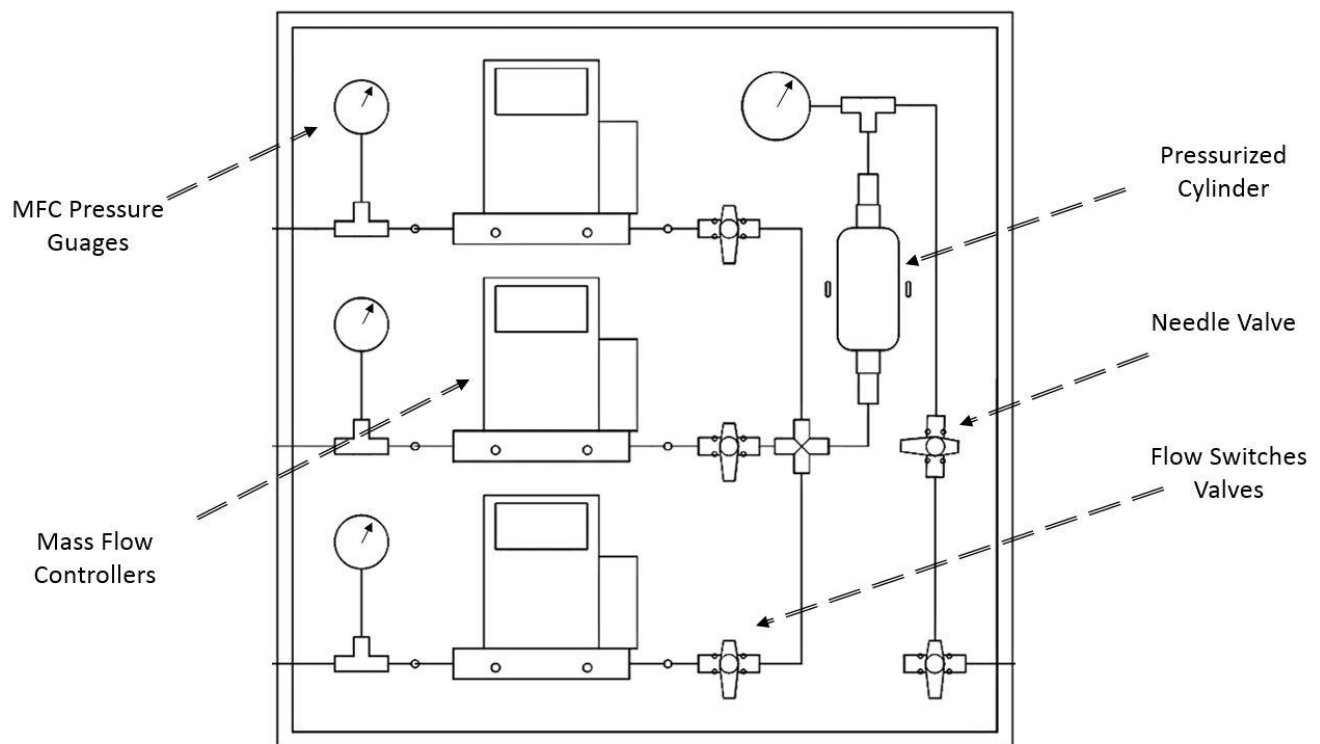 MFC Pressure
Guages
Mass Flow
Controllers
Pressurized
Cylinder
Needle Valve
Flow Switches
Valves